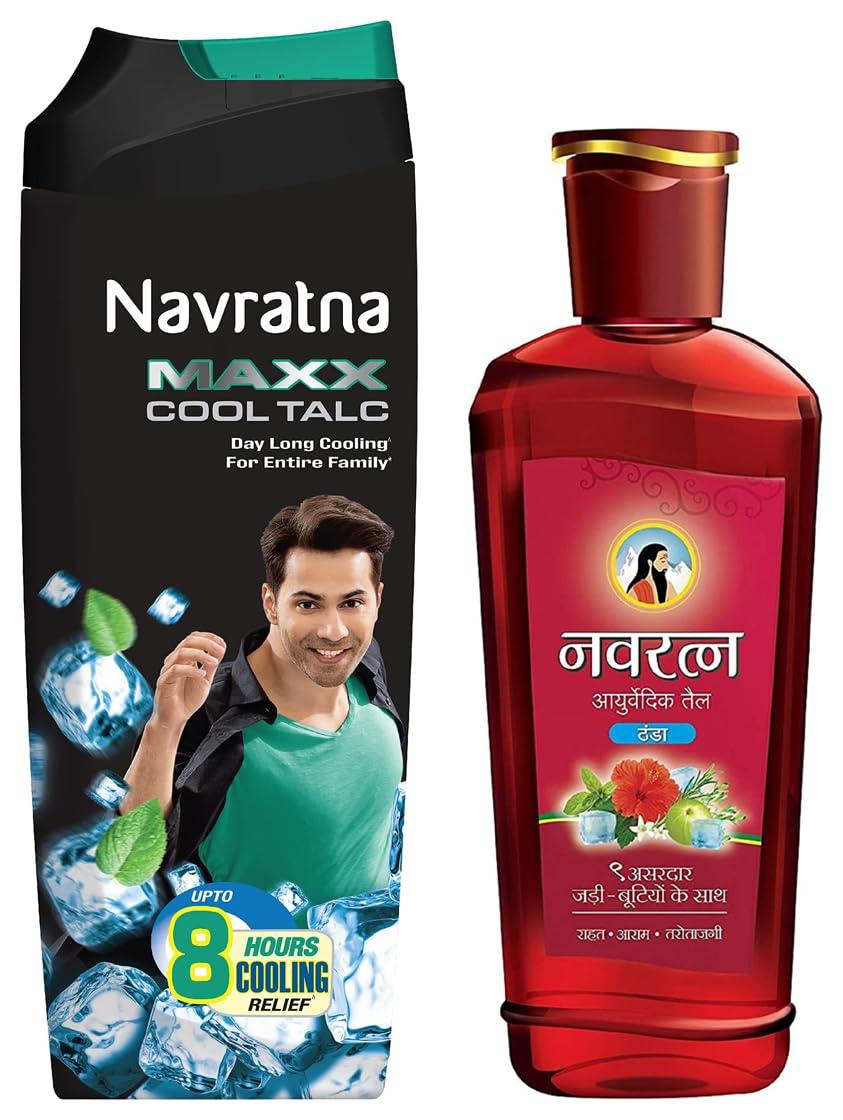 Navratna
MAXX
COOL TALC
Day Long Cooling^
For Entire Family*
UPTO
8
HOURS
COOLING
RELIEF^
नवरत्न
आयुर्वेदिक तैल
ठंडा
९ असरदार
जड़ी-बूटियों के साथ
राहत • आराम • तरोताजगी